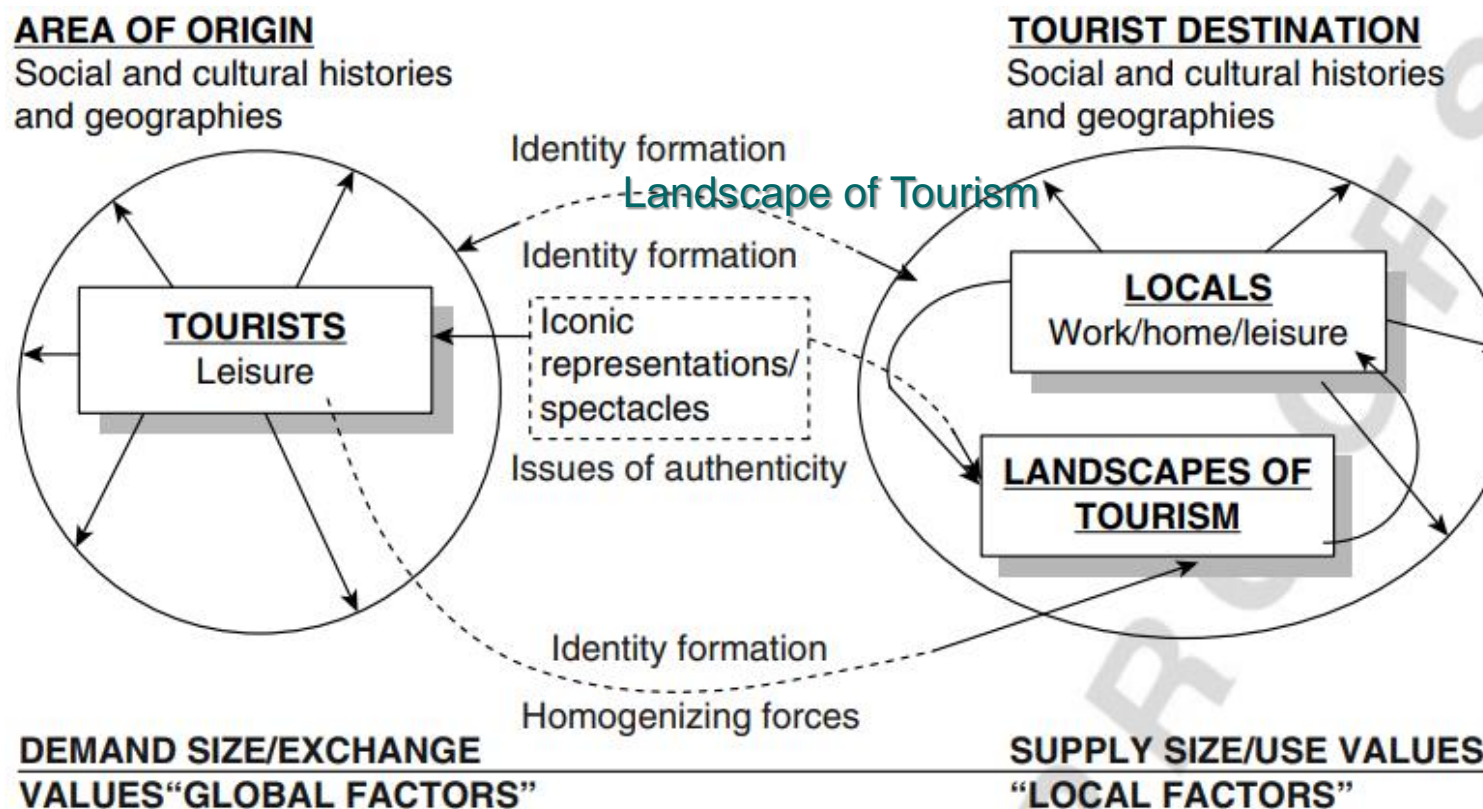 AREA OF ORIGIN
Social and cultural histories
and geographies
TOURIST DESTINATION
Social and cultural histories
and geographies
Identity formation
Landscape of Tourism
Identity formation
Iconic
representations/
spectacles
Issues of authenticity
TOURISTS
Leisure
LOCALS
Work/home/leisure
LANDSCAPES OF
TOURISM
Identity formation
Homogenizing forces
DEMAND SIZE/EXCHANGE
VALUES“GLOBAL FACTORS”
SUPPLY SIZE/USE VALUES
“LOCAL FACTORS”